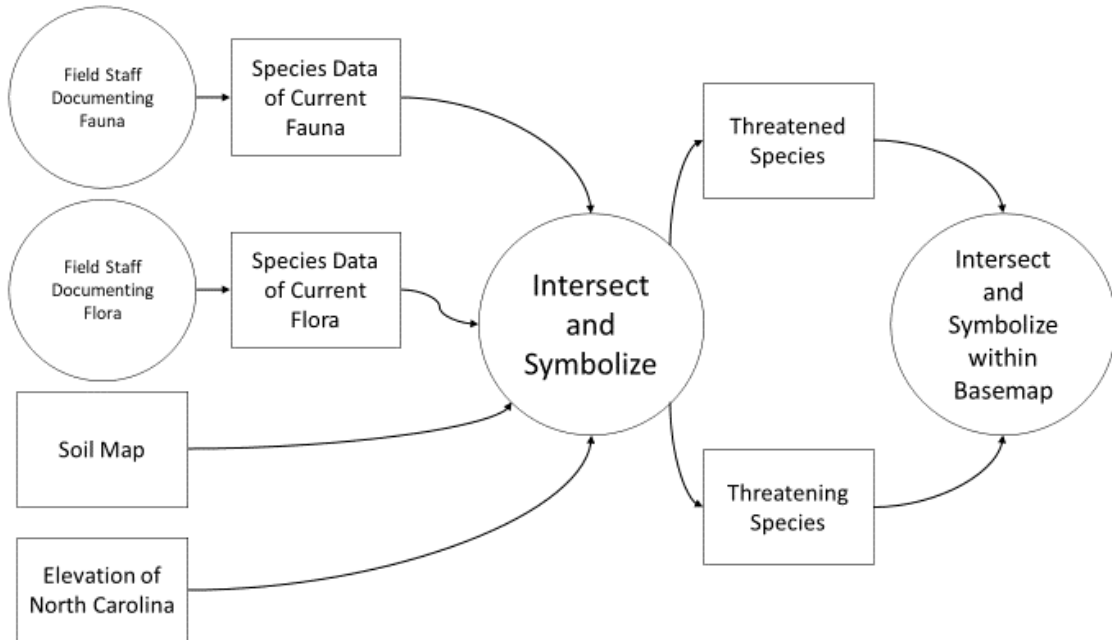 Field Staff
Documenting
Fauna
Species Data
of Current
Fauna
Field Staff
Documenting
Flora
Species Data
of Current
Flora
Soil Map
Elevation of
North Carolina
Intersect
and
Symbolize
Threatened
Species
Threatening
Species
Intersect
and
Symbolize
within
Basemap